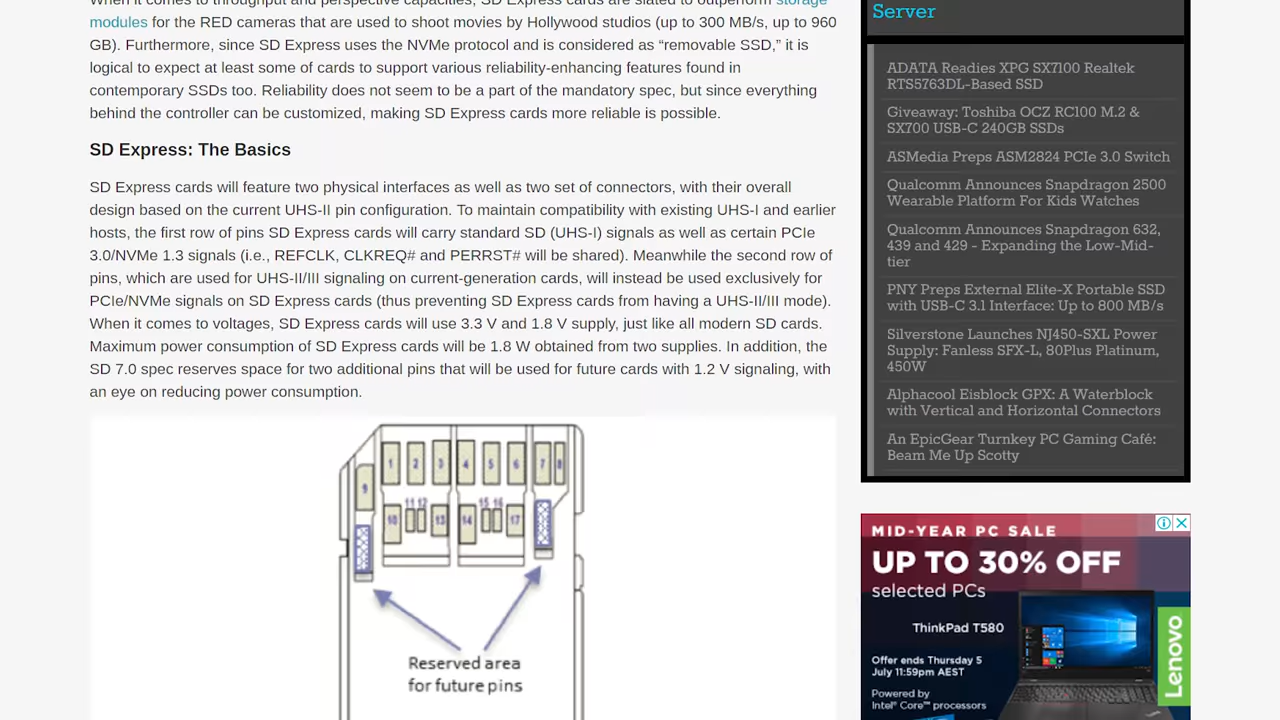 When it comes to throughput and perspective capacities, SD Express cards are slated to outperform storage
modules for the RED cameras that are used to shoot movies by Hollywood studios (up to 300 MB/s, up to 960
GB). Furthermore, since SD Express uses the NVMe protocol and is considered as “removable SSD,” it is
logical to expect at least some of cards to support various reliability-enhancing features found in
contemporary SSDs too. Reliability does not seem to be a part of the mandatory spec, but since everything
behind the controller can be customized, making SD Express cards more reliable is possible.
SD Express: The Basics
SD Express cards will feature two physical interfaces as well as two set of connectors, with their overall
design based on the current UHS-II pin configuration. To maintain compatibility with existing UHS-I and earlier
hosts, the first row of pins SD Express cards will carry standard SD (UHS-I) signals as well as certain PCIe
3.0/NVMe 1.3 signals (i.e., REFCLK, CLKREQ# and PERRST# will be shared). Meanwhile the second row of
pins, which are used for UHS-II/III signaling on current-generation cards, will instead be used exclusively for
PCIe/NVMe signals on SD Express cards (thus preventing SD Express cards from having a UHS-II/III mode).
When it comes to voltages, SD Express cards will use 3.3 V and 1.8 V supply, just like all modern SD cards.
Maximum power consumption of SD Express cards will be 1.8 W obtained from two supplies. In addition, the
SD 7.0 spec reserves space for two additional pins that will be used for future cards with 1.2 V signaling, with
an eye on reducing power consumption.
1 2 3 4 5 6 7 8
9
11 12 15 16
10 13 14 17
Reserved area
for future pins
Server
ADATA Readies XPG SX7100 Realtek
RTS5763DL-Based SSD
Giveaway: Toshiba OCZ RC100 M.2 &
SX700 USB-C 240GB SSDs
ASMedia Preps ASM2824 PCIe 3.0 Switch
Qualcomm Announces Snapdragon 2500
Wearable Platform For Kids Watches
Qualcomm Announces Snapdragon 632,
439 and 429 - Expanding the Low-Mid-
tier
PNY Preps External Elite-X Portable SSD
with USB-C 3.1 Interface: Up to 800 MB/s
Silverstone Launches NJ450-SXL Power
Supply: Fanless SFX-L, 80Plus Platinum,
450W
Alphacool Eisblock GPX: A Waterblock
with Vertical and Horizontal Connectors
An EpicGear Turnkey PC Gaming Café:
Beam Me Up Scotty
MID-YEAR PC SALE
UP TO 30% OFF
selected PCs
ThinkPad T580
Offer ends Thursday 5
July 11:59pm AEST
Powered by
Intel® Core™ processors
Lenovo